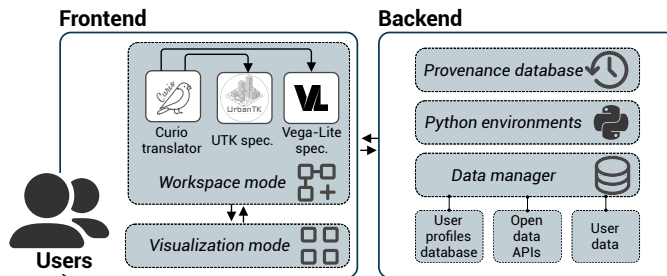 Frontend
Backend
Curio
UrbanTK
VL
Curio
translator
UTK spec.
Vega-Lite
spec.
Workspace mode
Visualization mode
Users
Provenance database
Python environments
Data manager
User
profiles
database
Open
data
APIs
User
data